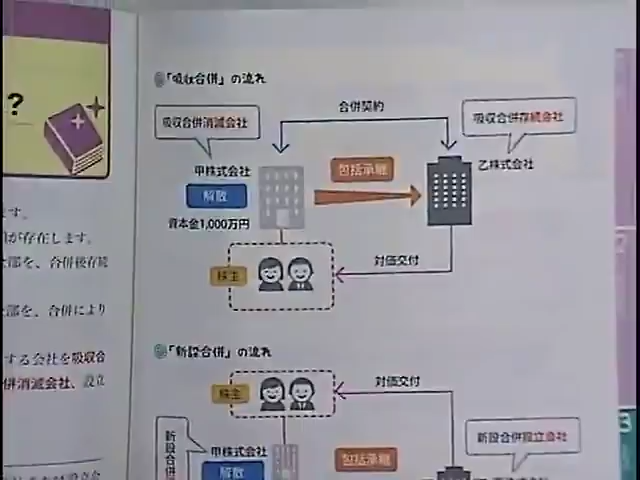 ?
ます。
が存在します。
部を、合併後存続
部を、合併により
する会社を吸収合
併消滅会社、設立
「吸収合併」の流れ
合併契約
吸収合併消滅会社
吸収合併存続会社
甲株式会社
乙株式会社
包括承継
解散
資本金1,000万円
株主
対価交付
「新設合併」の流れ
株主
対価交付
新設合併
新設合併設立会社
甲株式会社
包括承継
解散